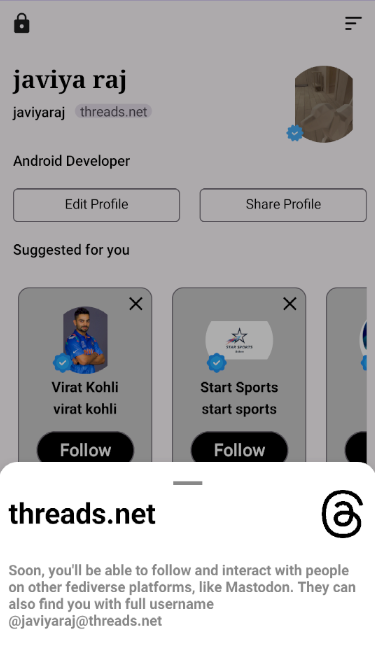 javiya raj
javiyaraj threads.net
Android Developer
Edit Profile Share Profile
Suggested for you
Virat Kohli
virat kohli
Follow
Start Sports
start sports
Follow
threads.net
Soon, you'll be able to follow and interact with people
on other fediverse platforms, like Mastodon. They can
also find you with full username
@javiyaraj@threads.net